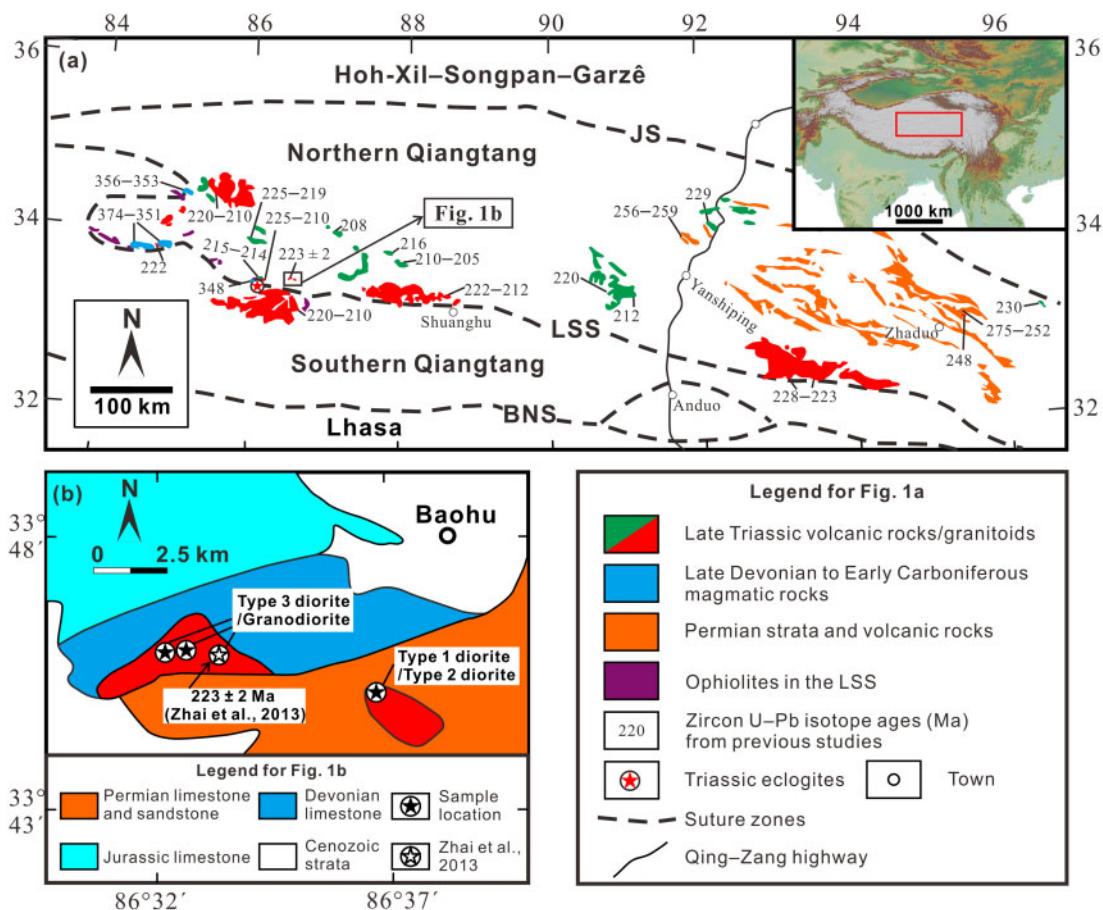 84 86 88 90 92 94 96
36 36
(a)
Hoh-Xil–Songpan–Garzê
JS
1000 km
Northern Qiangtang
356–353
225–219
229
34 34
374–351
220–210
225–210
208
Fig. 1b
256–259
215–214
223 ± 2
216
222
210–205
348
220
230
222–212
Yanshiping
220–210
212
275–252
Shuanghu
Zhaduo
N
LSS
248
Southern Qiangtang
100 km
228–223
32 32
BNS
Anduo
Lhasa
(b)
N
Baohu
33°
48′
0 2.5 km
Type 3 diorite
/Granodiorite
Type 1 diorite
/Type 2 diorite
223 ± 2 Ma
(Zhai et al., 2013)
Legend for Fig. 1b
Permian limestone
and sandstone
Devonian
limestone
Sample
location
Jurassic limestone
Cenozoic
strata
Zhai et al.,
2013
33°
43′
86°32′ 86°37′
Legend for Fig. 1a
Late Triassic volcanic rocks/granitoids
Late Devonian to Early Carboniferous
magmatic rocks
Permian strata and volcanic rocks
Ophiolites in the LSS
220
Zircon U–Pb isotope ages (Ma)
from previous studies
Triassic eclogites
Town
Suture zones
Qing–Zang highway